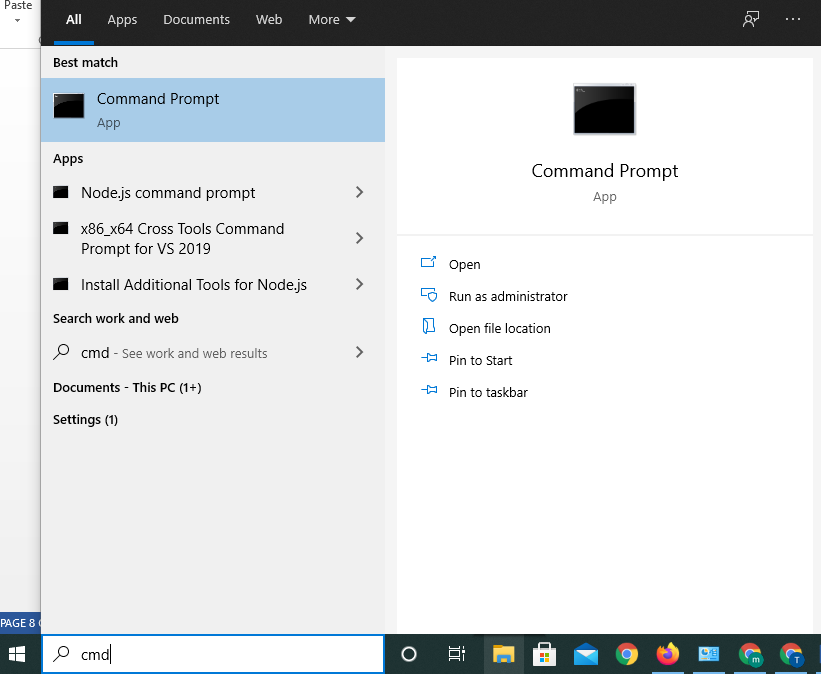 Paste
All Apps Documents Web More
Best match
Command Prompt
App
Apps
Node.js command prompt
x86_x64 Cross Tools Command
Prompt for VS 2019
Install Additional Tools for Node.js
Search work and web
cmd - See work and web results
Documents - This PC (1+)
Settings (1)
Command Prompt
App
Open
Run as administrator
Open file location
Pin to Start
Pin to taskbar
PAGE 8
cmd
m
T